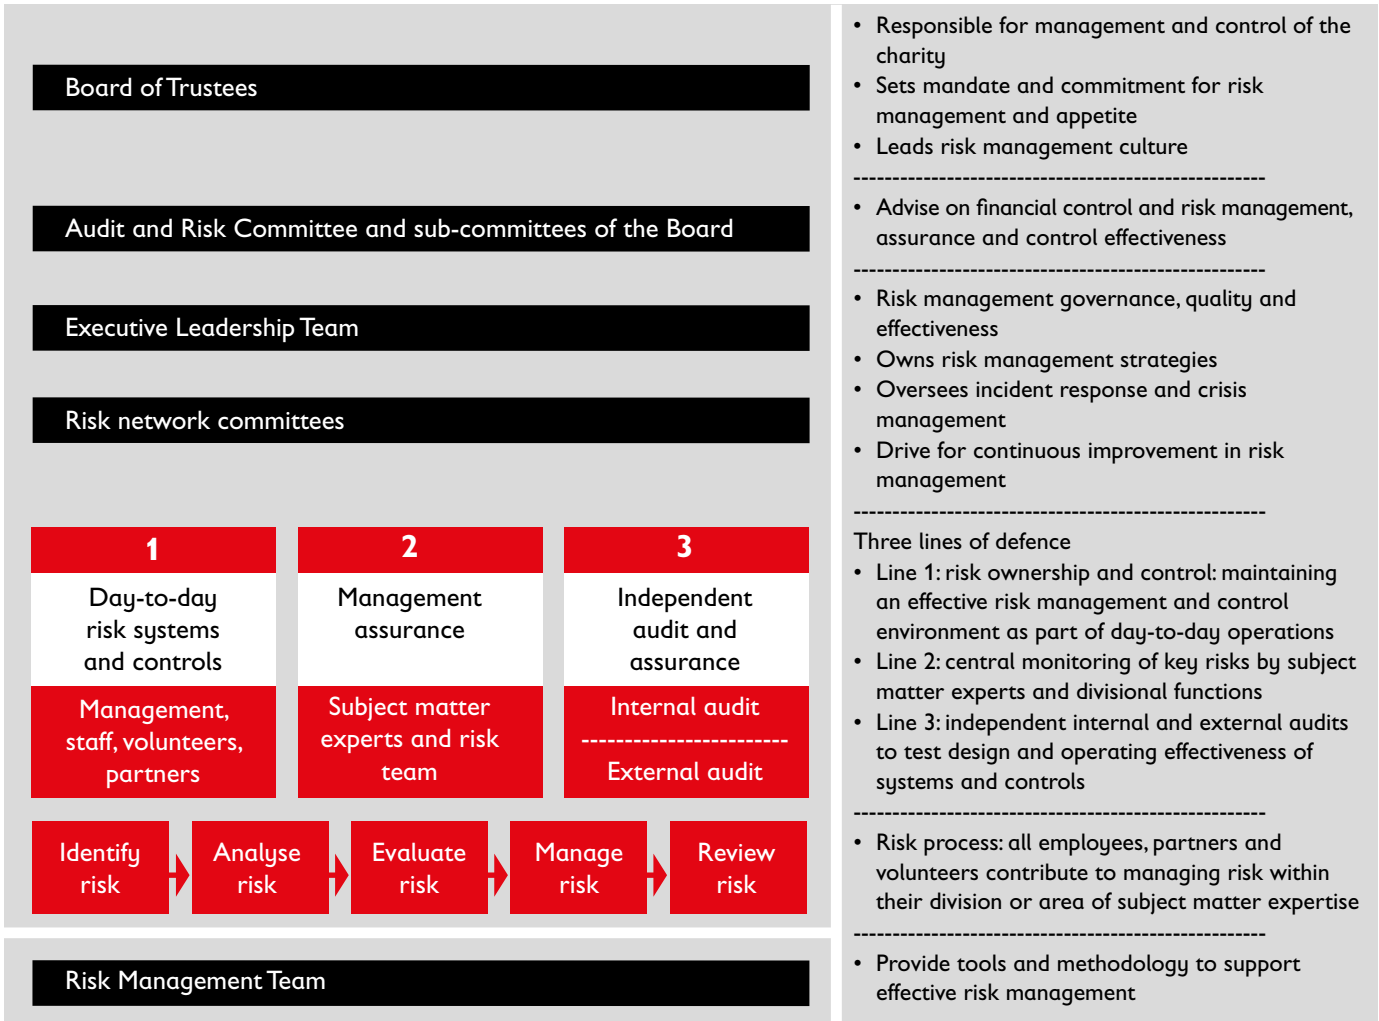 Board of Trustees
• Responsible for management and control of the
charity
• Sets mandate and commitment for risk
management and appetite
• Leads risk management culture
-----------------------------------------------------
Audit and Risk Committee and sub-committees of the Board
• Advise on financial control and risk management,
assurance and control effectiveness
-----------------------------------------------------
Executive Leadership Team
Risk network committees
• Risk management governance, quality and
effectiveness
• Owns risk management strategies
• Oversees incident response and crisis
management
• Drive for continuous improvement in risk
management
-----------------------------------------------------
1
Day-to-day
risk systems
and controls
Management,
staff, volunteers,
partners
2
Management
assurance
Subject matter
experts and risk
team
3
Independent
audit and
assurance
Internal audit
------------------------
External audit
Three lines of defence
• Line 1: risk ownership and control: maintaining
an effective risk management and control
environment as part of day-to-day operations
• Line 2: central monitoring of key risks by subject
matter experts and divisional functions
• Line 3: independent internal and external audits
to test design and operating effectiveness of
systems and controls
-----------------------------------------------------
Identify
risk
Analyse
risk
Evaluate
risk
Manage
risk
Review
risk
• Risk process: all employees, partners and
volunteers contribute to managing risk within
their division or area of subject matter expertise
-----------------------------------------------------
Risk Management Team
• Provide tools and methodology to support
effective risk management